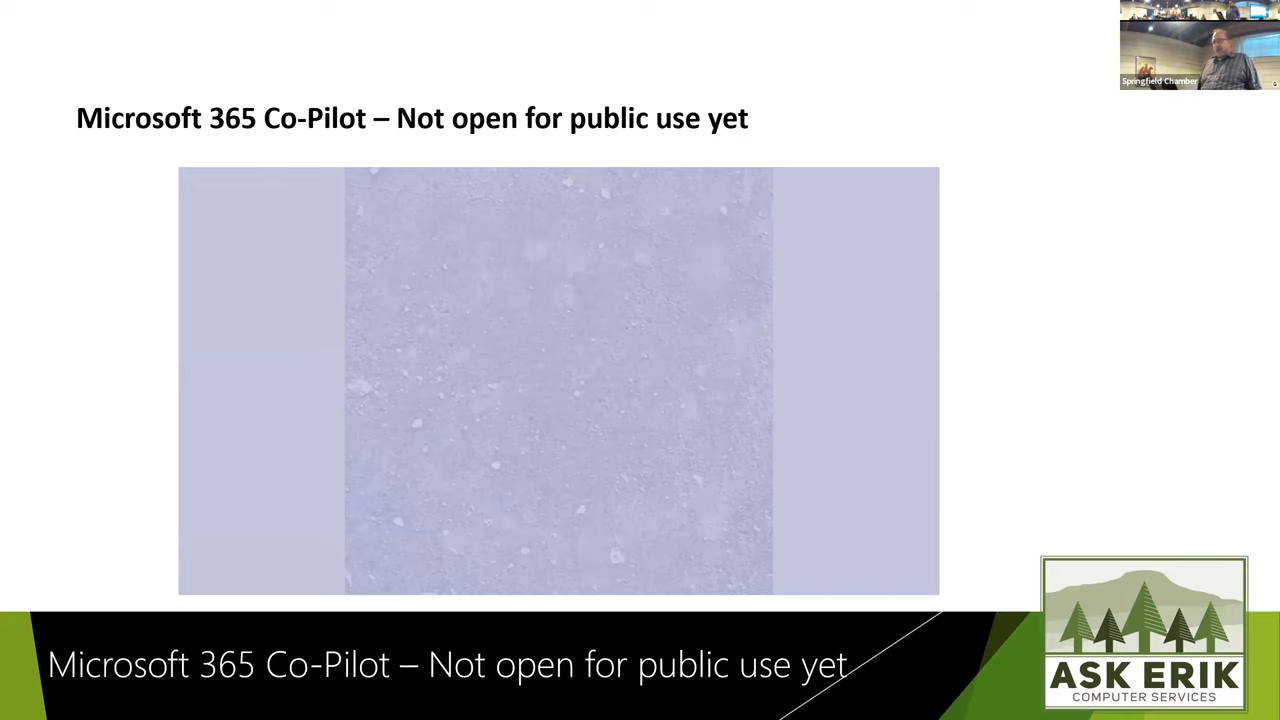 Springfield Chamber
Microsoft 365 Co-Pilot – Not open for public use yet
Microsoft 365 Co-Pilot – Not open for public use yet
ASK ERIK
COMPUTER SERVICES